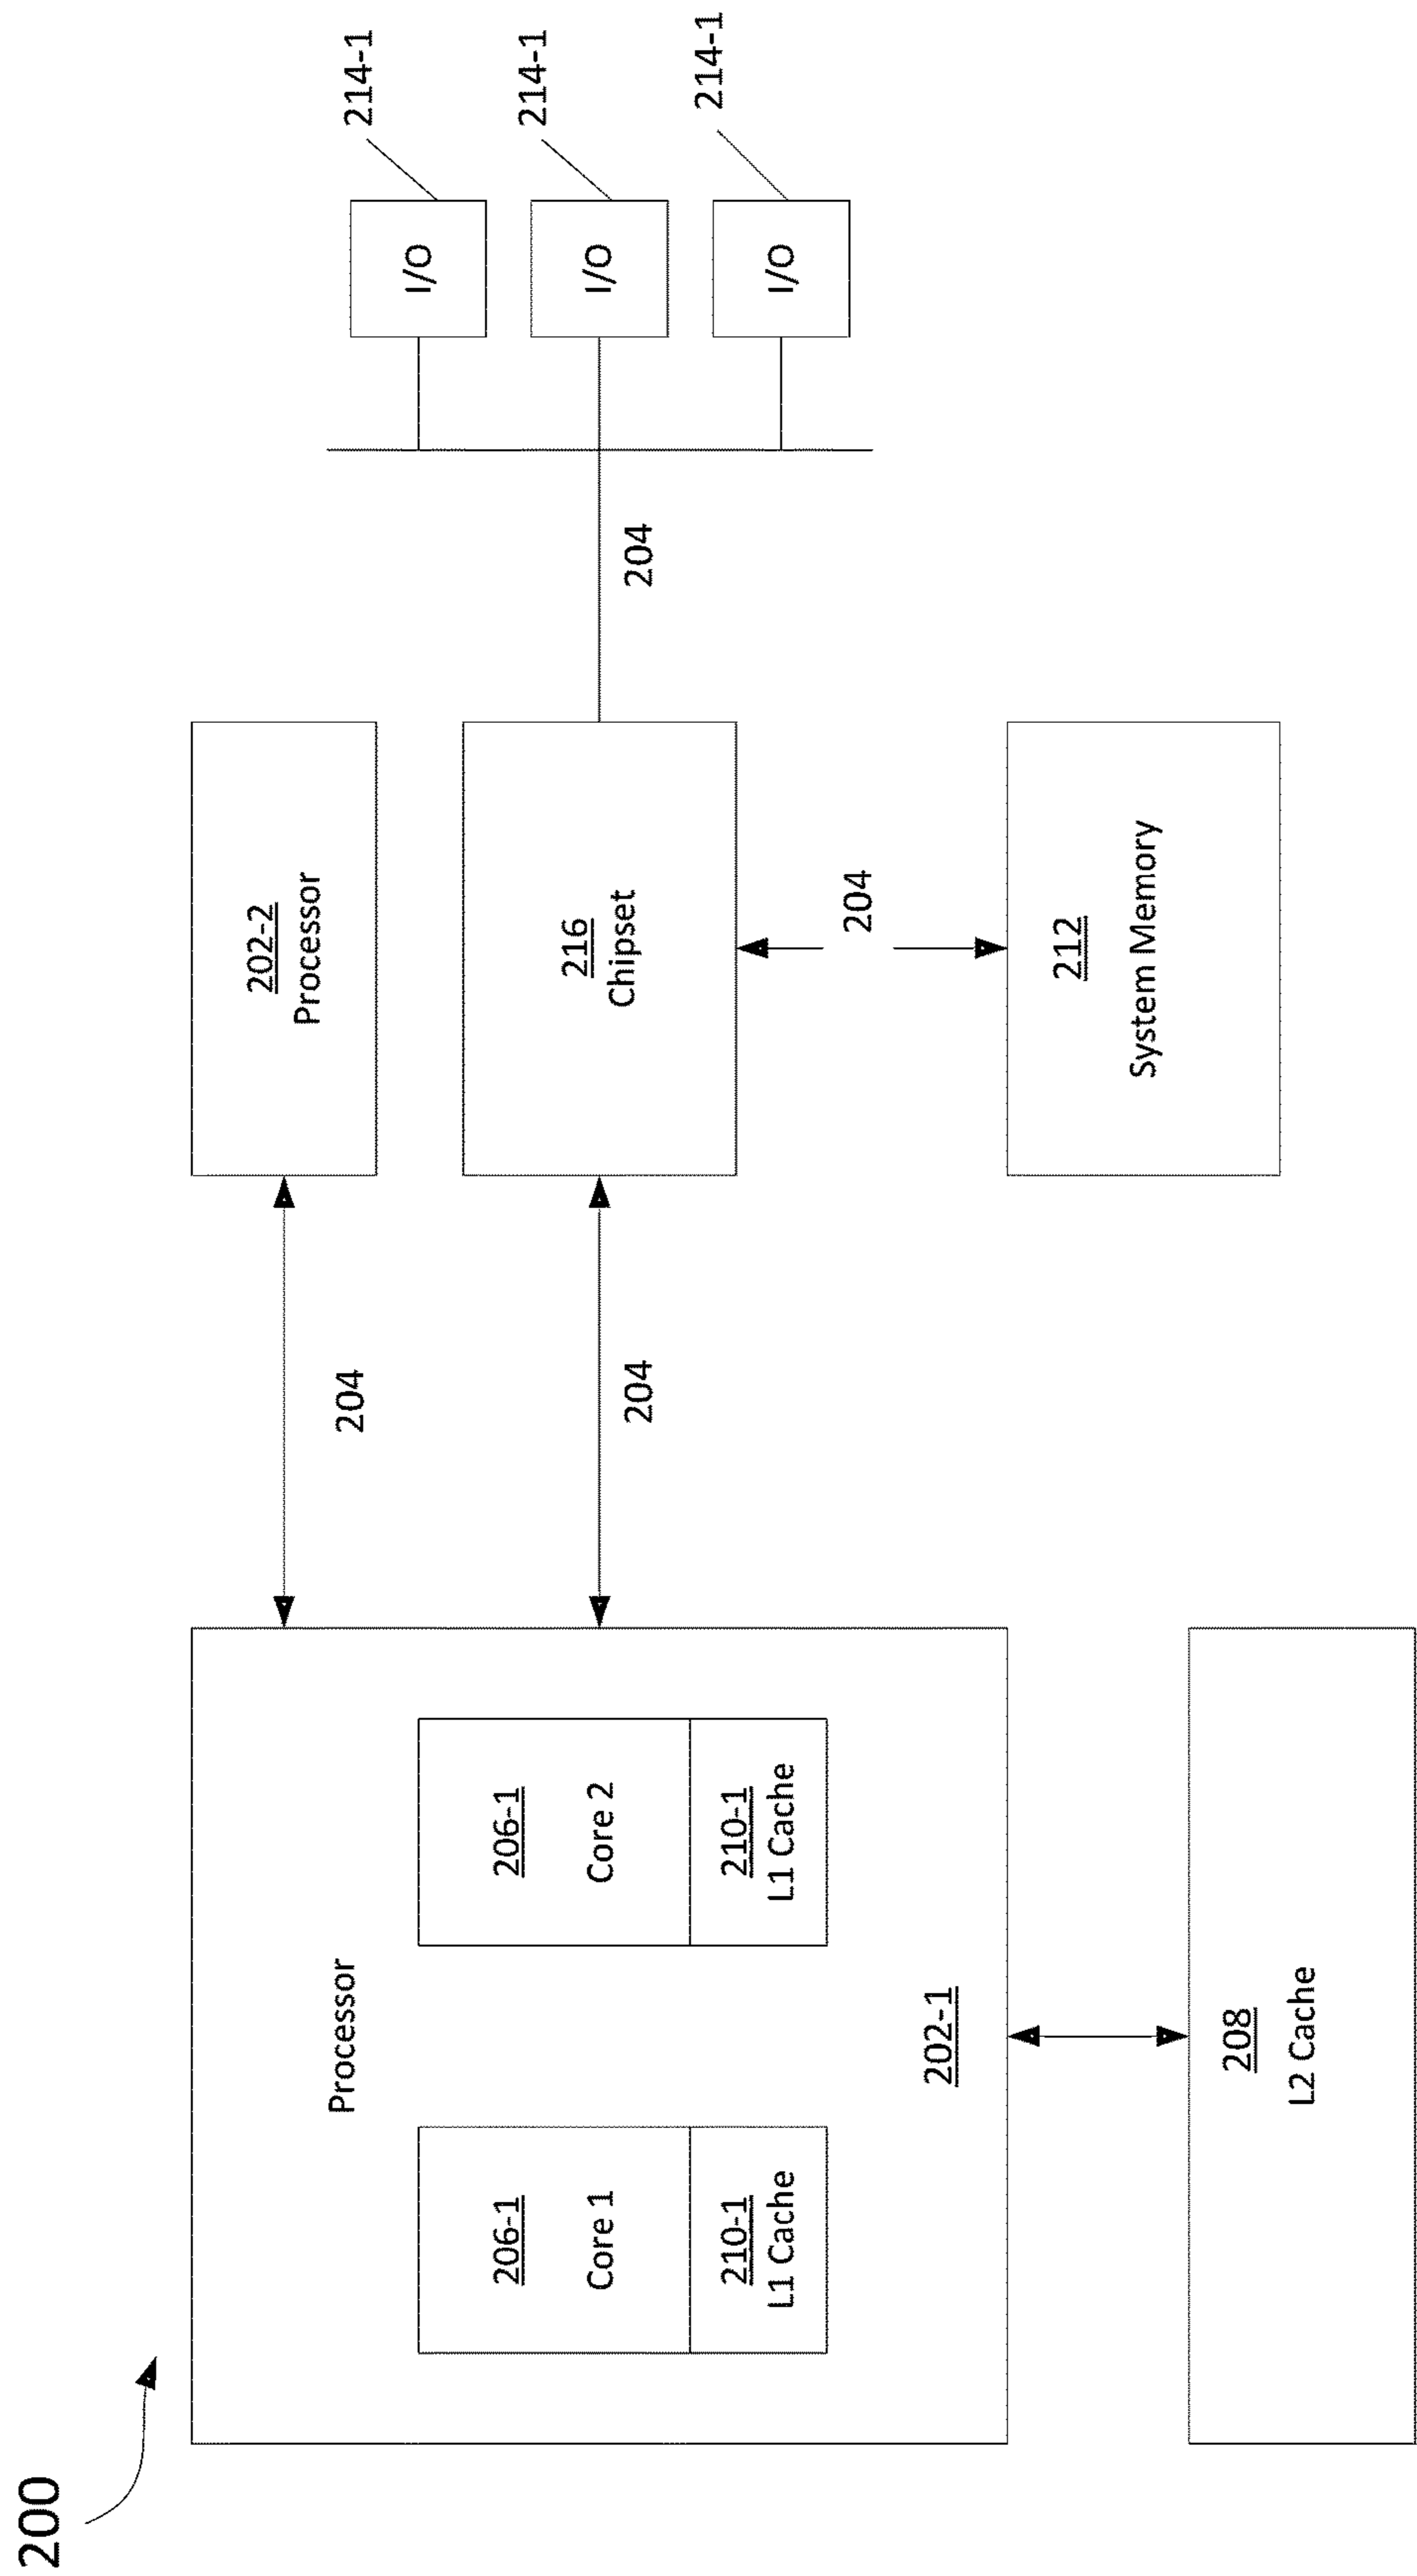 200
Processor
206-1
Core 1
210-1
L1 Cache
206-1
Core 2
210-1
L1 Cache
202-1
208
L2 Cache
204
204
202-2
Processor
216
Chipset
204
212
System Memory
204
I/O
214-1
I/O
214-1
I/O
214-1